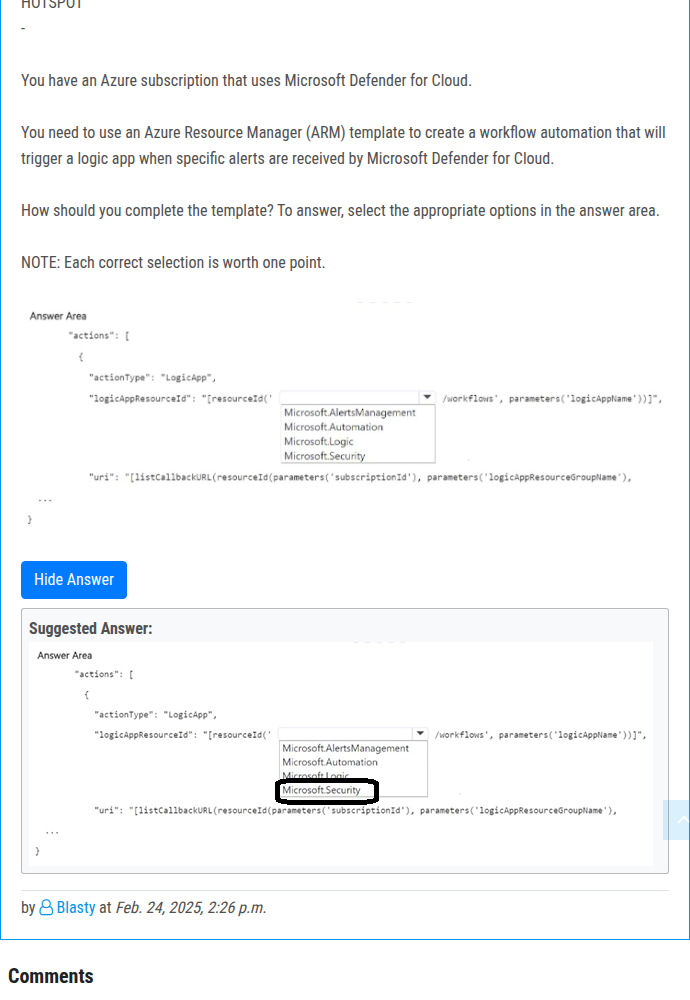 HOTSPOT
-
You have an Azure subscription that uses Microsoft Defender for Cloud.
You need to use an Azure Resource Manager (ARM) template to create a workflow automation that will
trigger a logic app when specific alerts are received by Microsoft Defender for Cloud.
How should you complete the template? To answer, select the appropriate options in the answer area.
NOTE: Each correct selection is worth one point.
Answer Area
"actions": [
{
"actionType": "LogicApp",
"logicAppResourceId": "[resourceId(' /workflows', parameters('logicAppName'))]",
Microsoft.AlertsManagement
Microsoft.Automation
Microsoft.Logic
Microsoft.Security
"uri": "[listCallbackURL(resourceId(parameters('subscriptionId'), parameters('logicAppResourceGroupName'),
...
}
Hide Answer
Suggested Answer:
Answer Area
"actions": [
{
"actionType": "LogicApp",
"logicAppResourceId": "[resourceId(' /workflows', parameters('logicAppName'))]",
Microsoft.AlertsManagement
Microsoft.Automation
Microsoft.Logic
Microsoft.Security
"uri": "[listCallbackURL(resourceId(parameters('subscriptionId'), parameters('logicAppResourceGroupName'),
...
}
by Blasty at Feb. 24, 2025, 2:26 p.m.
Comments